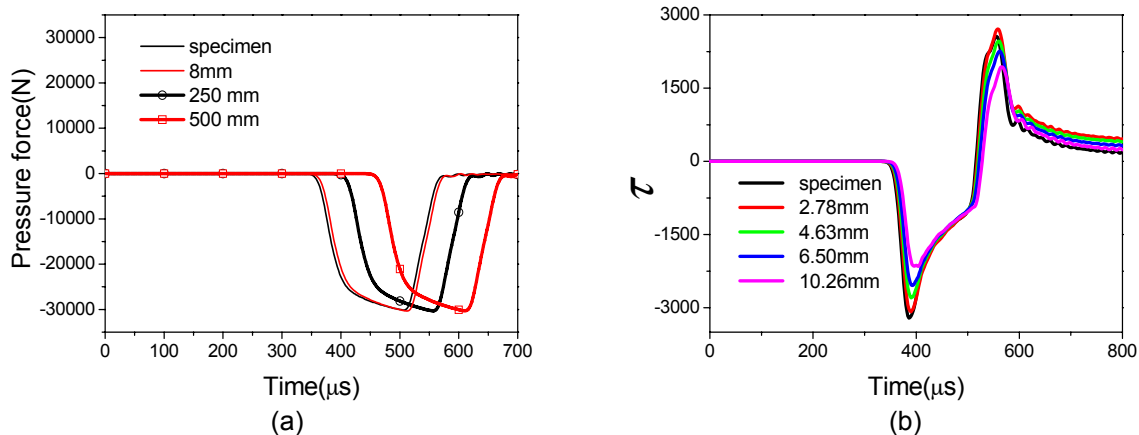 30000
20000
10000
0
-10000
-20000
-30000
Pressure force(N)
specimen
8mm
250 mm
500 mm
0 100 200 300 400 500 600 700
Time(μs)
(a)
3000
1500
0
-1500
-3000
τ
specimen
2.78mm
4.63mm
6.50mm
10.26mm
0 200 400 600 800
Time(μs)
(b)